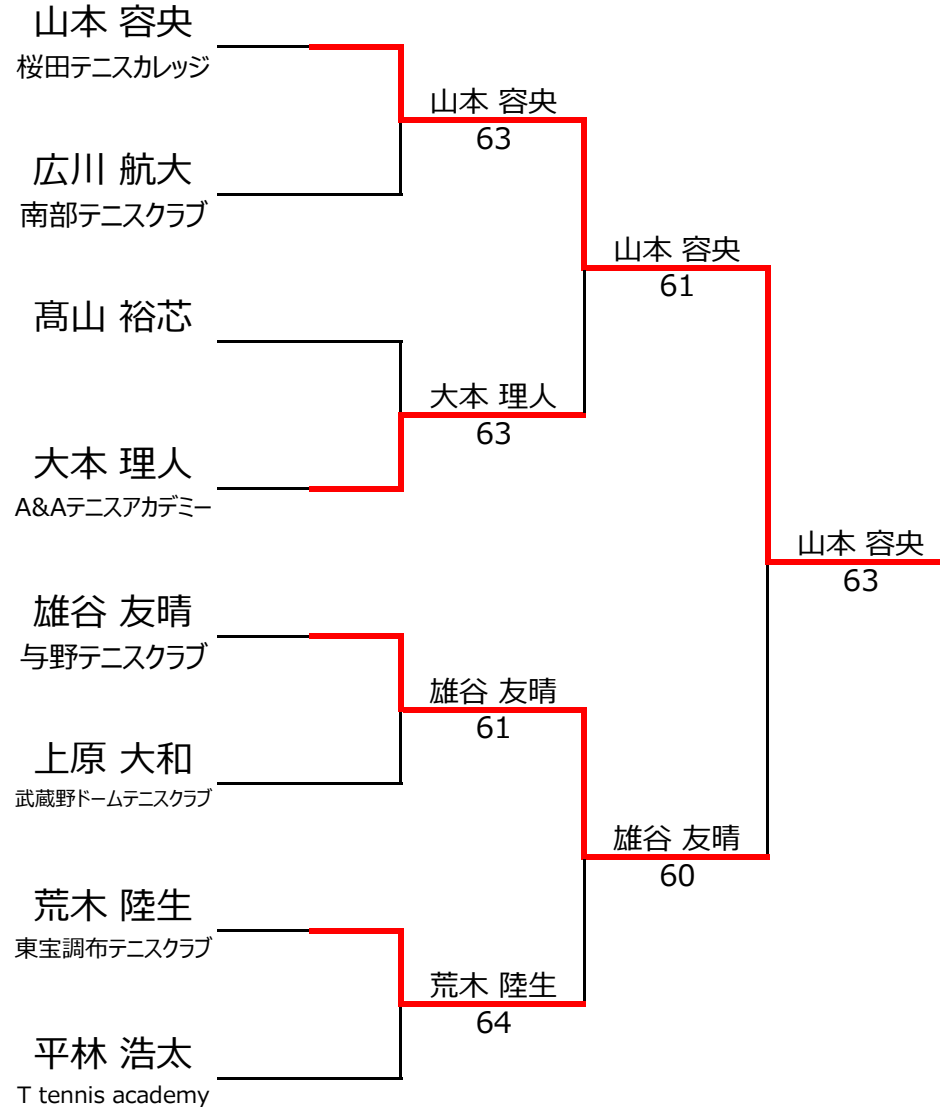 山本 容央
桜田テニスカレッジ
山本 容央
63
広川 航大
南部テニスクラブ
山本 容央
61
髙山 裕芯
大本 理人
63
大本 理人
A&Aテニスアカデミー
山本 容央
63
雄谷 友晴
与野テニスクラブ
雄谷 友晴
61
上原 大和
武蔵野ドームテニスクラブ
雄谷 友晴
60
荒木 陸生
東宝調布テニスクラブ
荒木 陸生
64
平林 浩太
T tennis academy